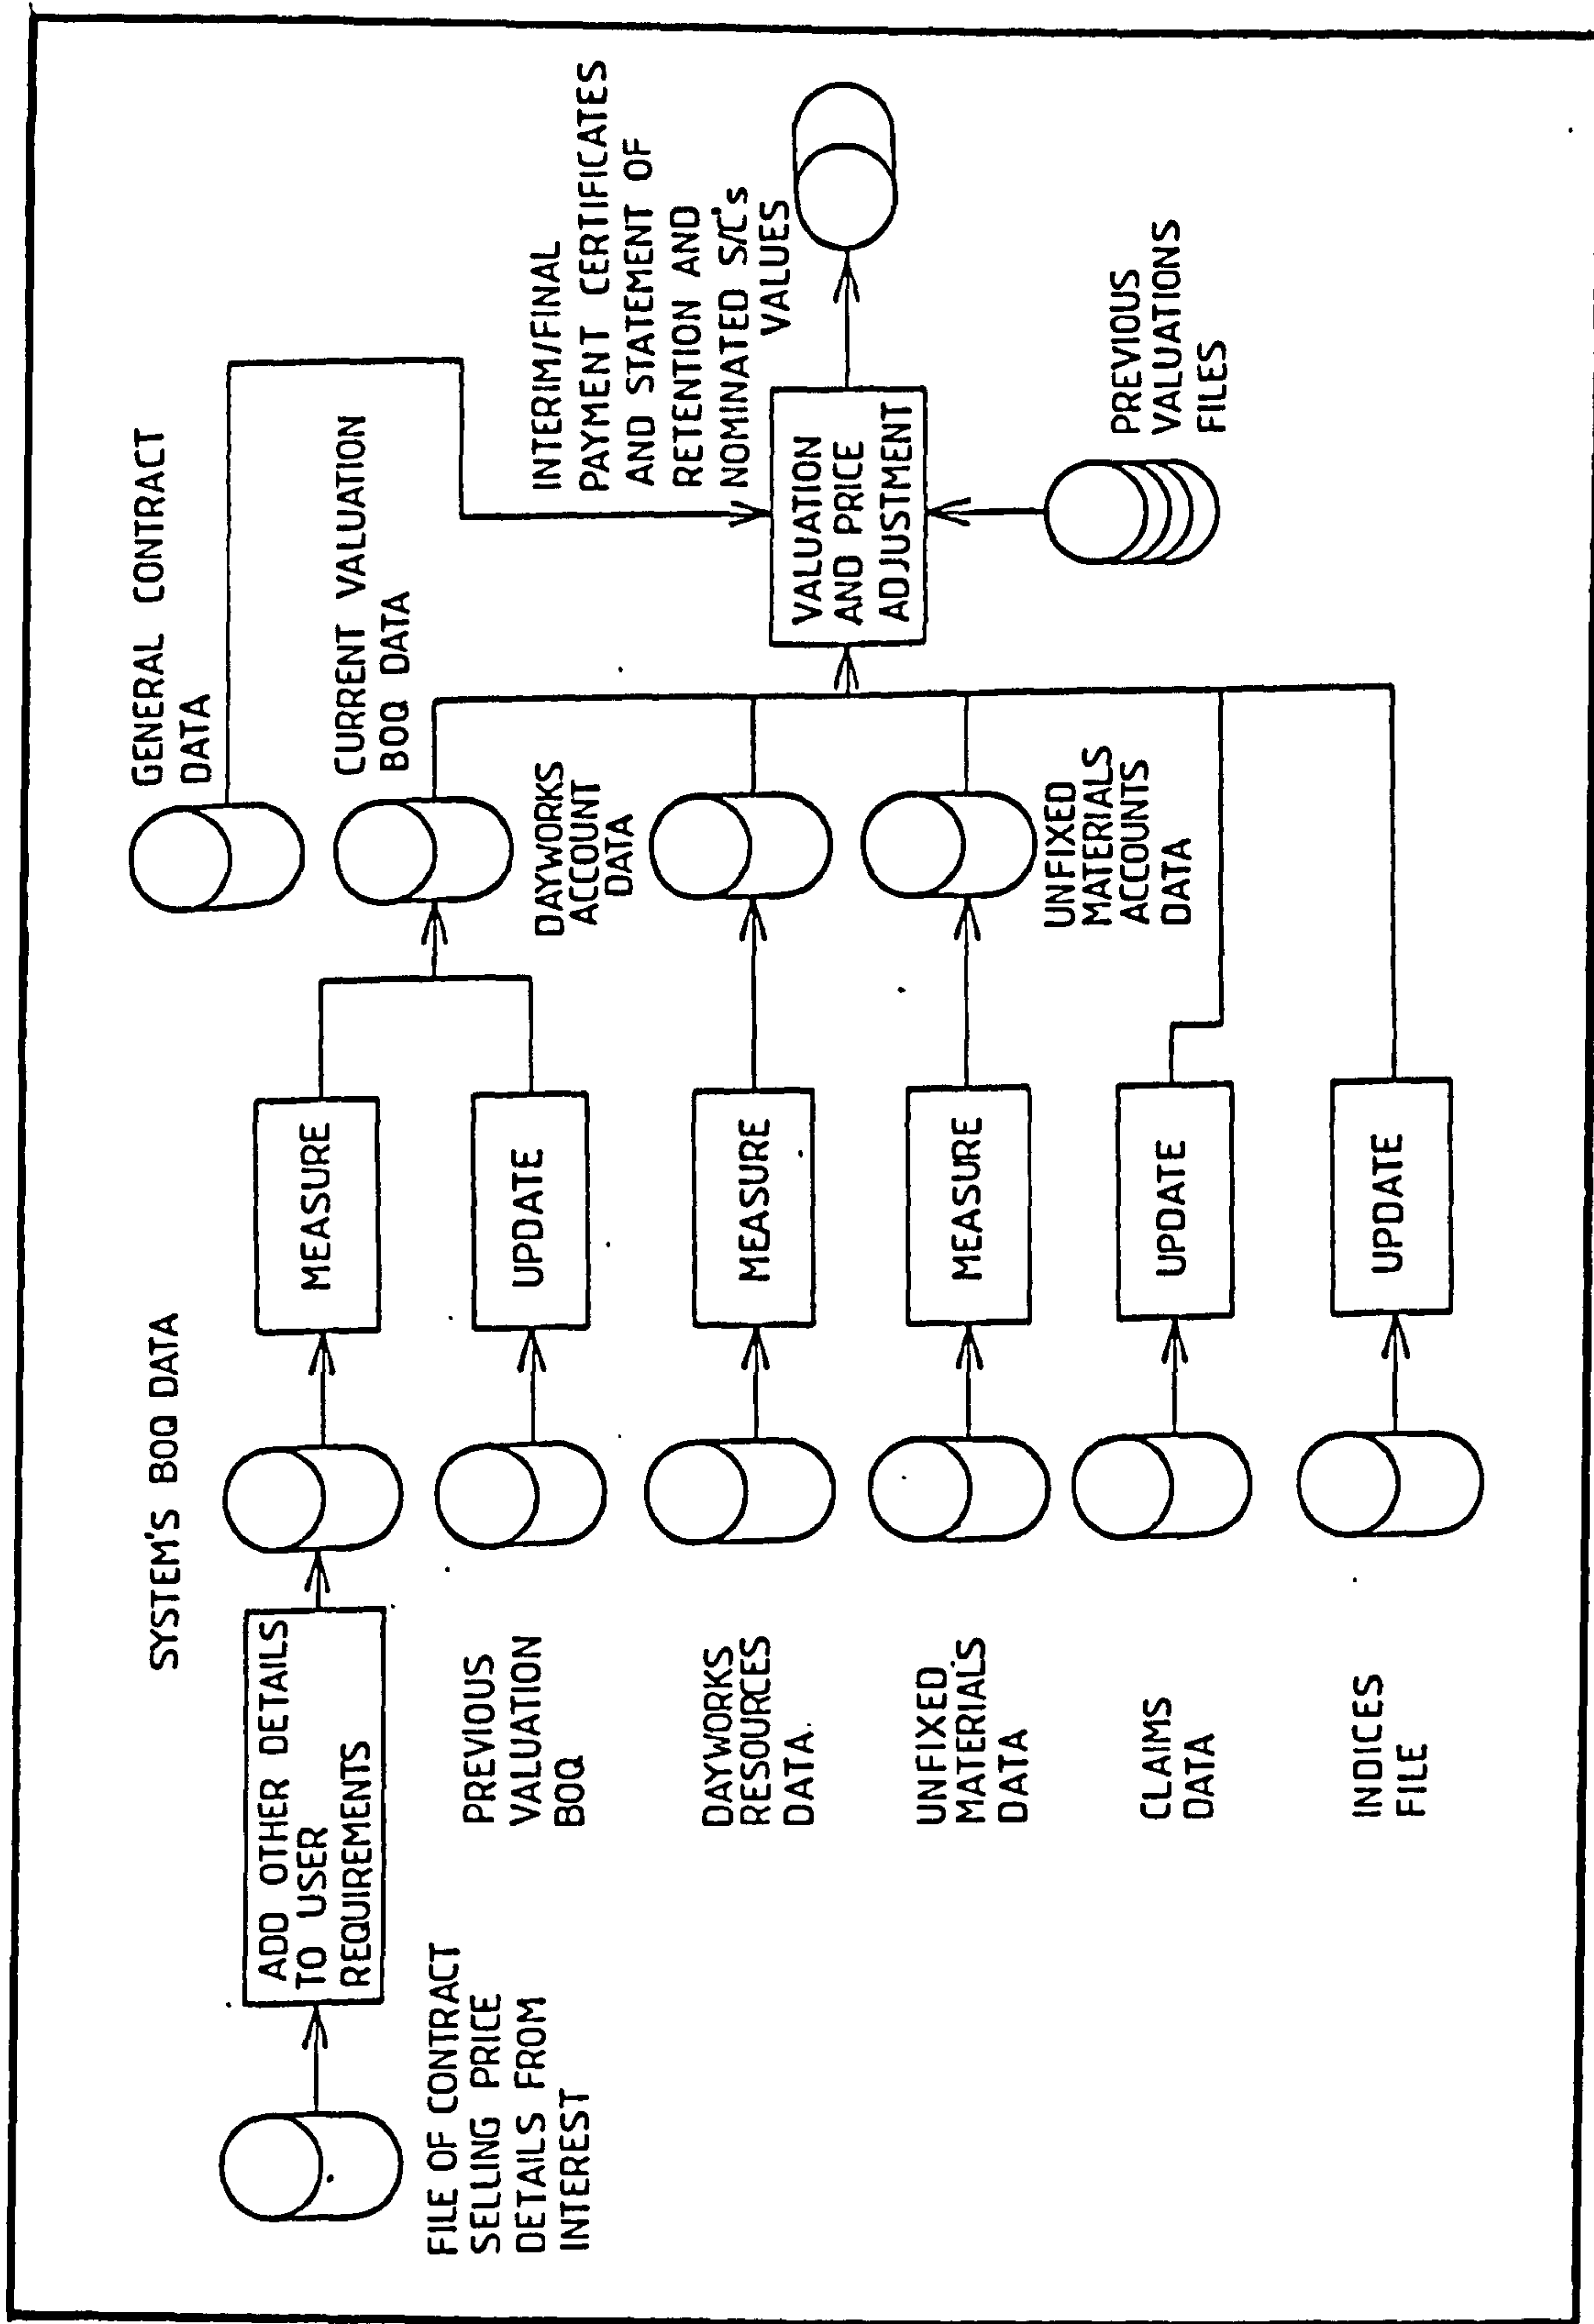 FILE OF CONTRACT
SELLING PRICE
DETAILS FROM
INTEREST
ADD OTHER DETAILS
TO USER
REQUIREMENTS
SYSTEM'S BOQ DATA
PREVIOUS
VALUATION
BOQ
DAYWORKS
RESOURCES
DATA.
UNFIXED
MATERIALS
DATA
CLAIMS
DATA
INDICES
FILE
MEASURE
UPDATE
MEASURE
MEASURE
UPDATE
UPDATE
GENERAL CONTRACT
DATA
CURRENT VALUATION
BOQ DATA
DAYWORKS
ACCOUNT
DATA
UNFIXED
MATERIALS
ACCOUNTS
DATA
INTERIM/FINAL
PAYMENT CERTIFICATES
AND STATEMENT OF
RETENTION AND
NOMINATED S/C's
VALUES
VALUATION
AND PRICE
ADJUSTMENT
PREVIOUS
VALUATIONS
FILES